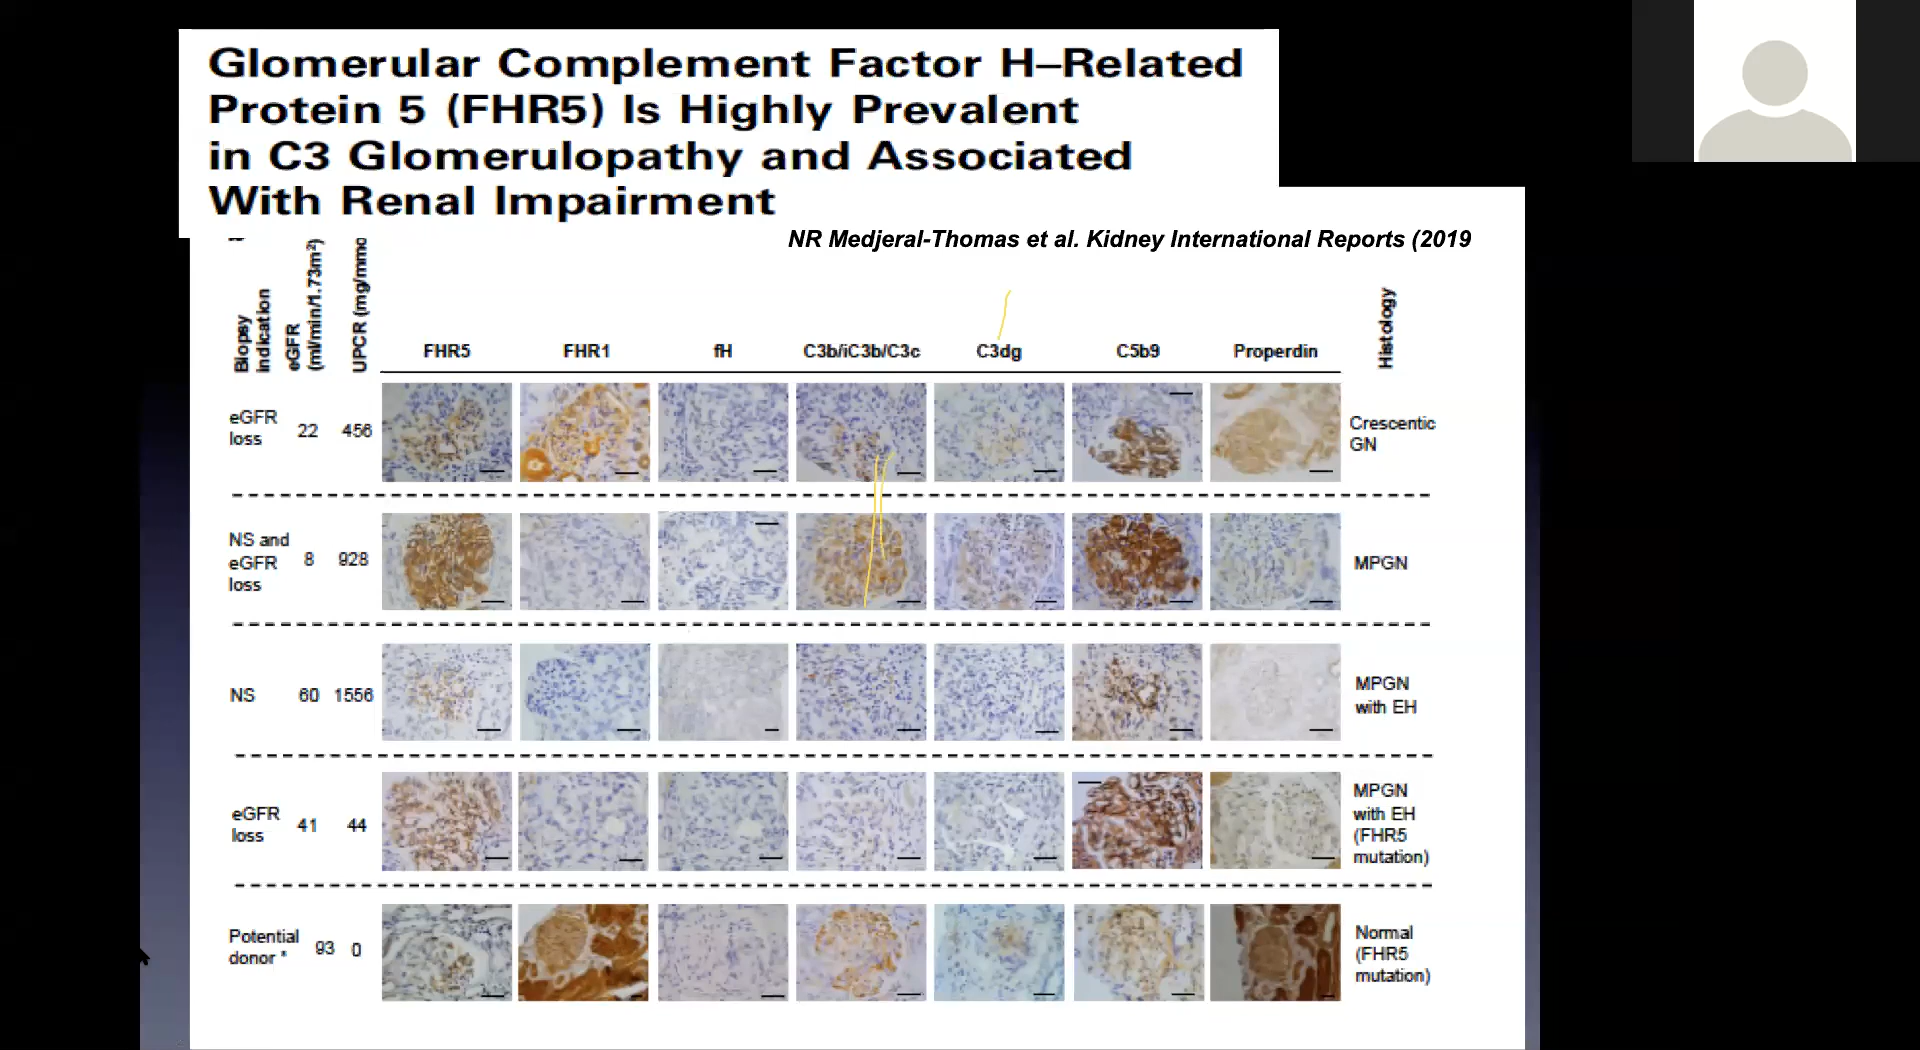 Glomerular Complement Factor H–Related
Protein 5 (FHR5) Is Highly Prevalent
in C3 Glomerulopathy and Associated
With Renal Impairment
NR Medjeral-Thomas et al. Kidney International Reports (2019
Biopsy indication
eGFR (ml/min/1.73m²)
UPCR (mg/mmo
FHR5 FHR1 fH C3b/iC3b/C3c C3dg C5b9 Properdin
Histology
eGFR loss 22 456 Crescentic GN
NS and eGFR loss 8 928 MPGN
NS 60 1556 MPGN with EH
eGFR loss 41 44 MPGN with EH (FHR5 mutation)
Potential donor * 93 0 Normal (FHR5 mutation)